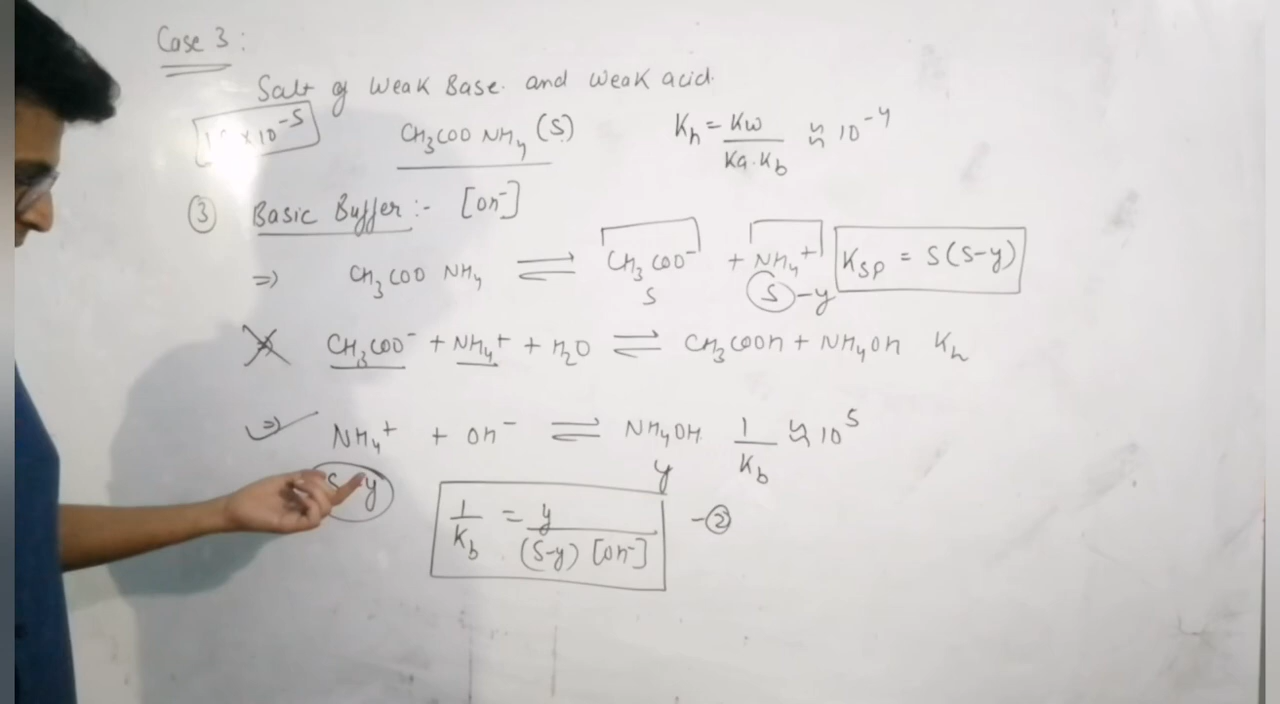 Case 3:
Salt of Weak Base and Weak acid.
×10⁻⁵
CH₃COO NH₄ (S)
Kh = Kw / Ka.Kb ≈ 10⁻⁴
③ Basic Buffer :- [OH⁻]
⇒ CH₃COO NH₄ ⇌ CH₃COO⁻ + NH₄⁺
S S-y
Ksp = S(S-y)
CH₃COO⁻ + NH₄⁺ + H₂O ⇌ CH₃COOH + NH₄OH Kh
⇒ NH₄⁺ + OH⁻ ⇌ NH₄OH 1/Kb ≈ 10⁵
S y y
1/Kb = y / (S-y) [OH⁻] -②